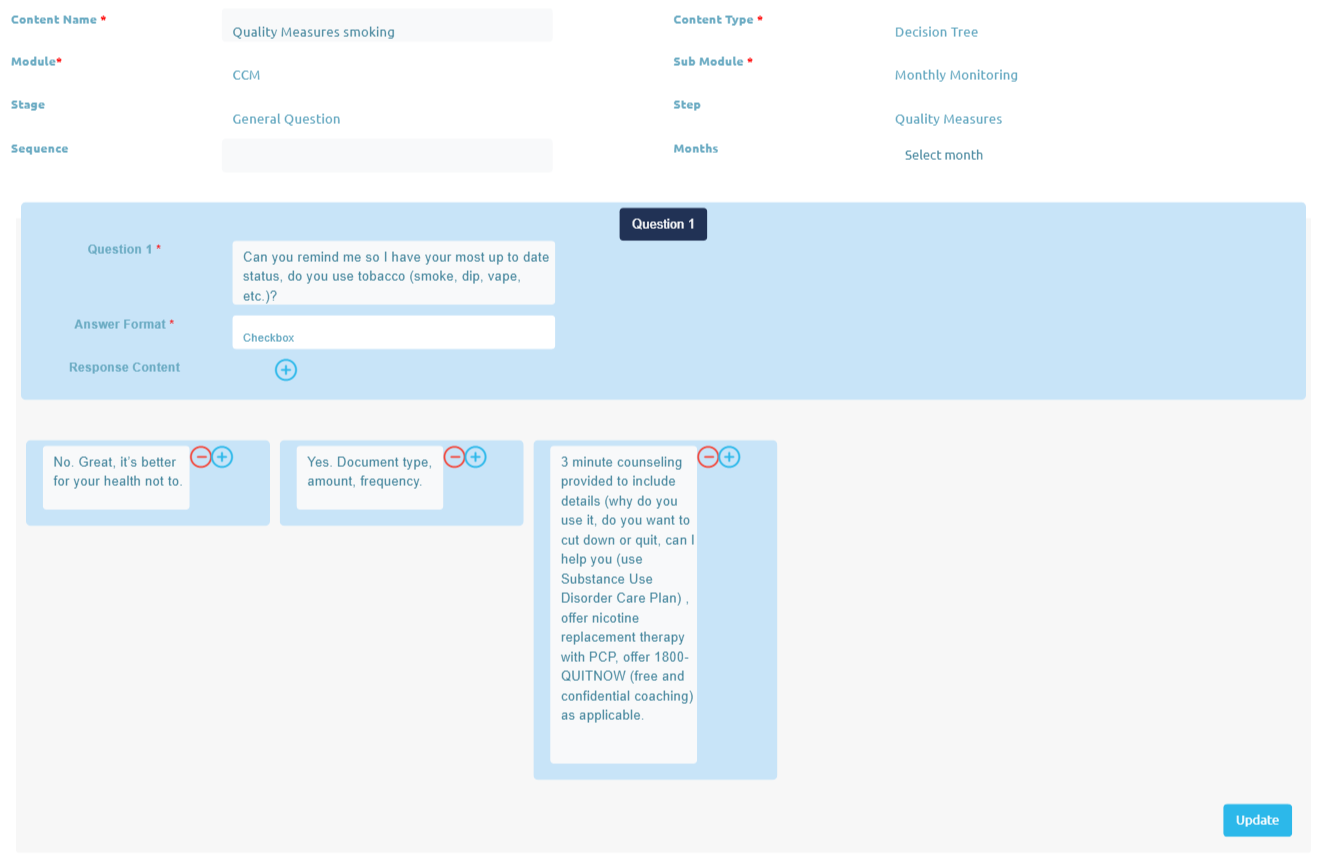 Content Name *
Quality Measures smoking
Content Type *
Decision Tree
Module*
CCM
Sub Module *
Monthly Monitoring
Stage
General Question
Step
Quality Measures
Sequence
Months
Select month
Question 1
Question 1 *
Can you remind me so I have your most up to date
status, do you use tobacco (smoke, dip, vape,
etc.)?
Answer Format *
Checkbox
Response Content
No. Great, it's better
for your health not to.
Yes. Document type,
amount, frequency.
3 minute counseling
provided to include
details (why do you
use it, do you want to
cut down or quit, can I
help you (use
Substance Use
Disorder Care Plan) ,
offer nicotine
replacement therapy
with PCP, offer 1800-
QUITNOW (free and
confidential coaching)
as applicable.
Update